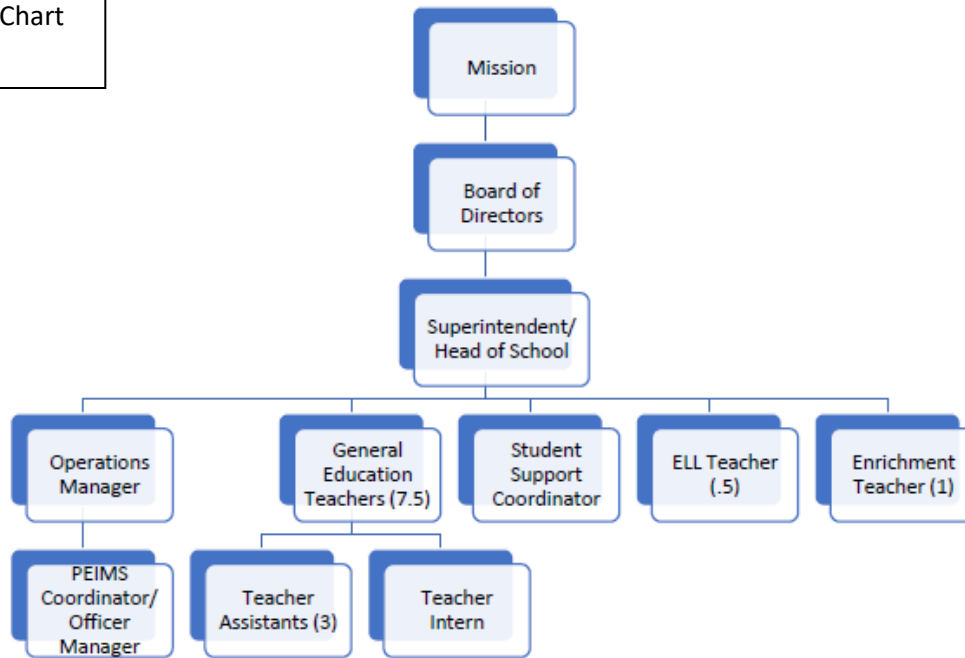 Chart
Mission
Board of
Directors
Superintendent/
Head of School
Operations
Manager
General
Education
Teachers (7.5)
Student
Support
Coordinator
ELL Teacher
(.5)
Enrichment
Teacher (1)
PEIMS
Coordinator/
Officer
Manager
Teacher
Assistants (3)
Teacher
Intern